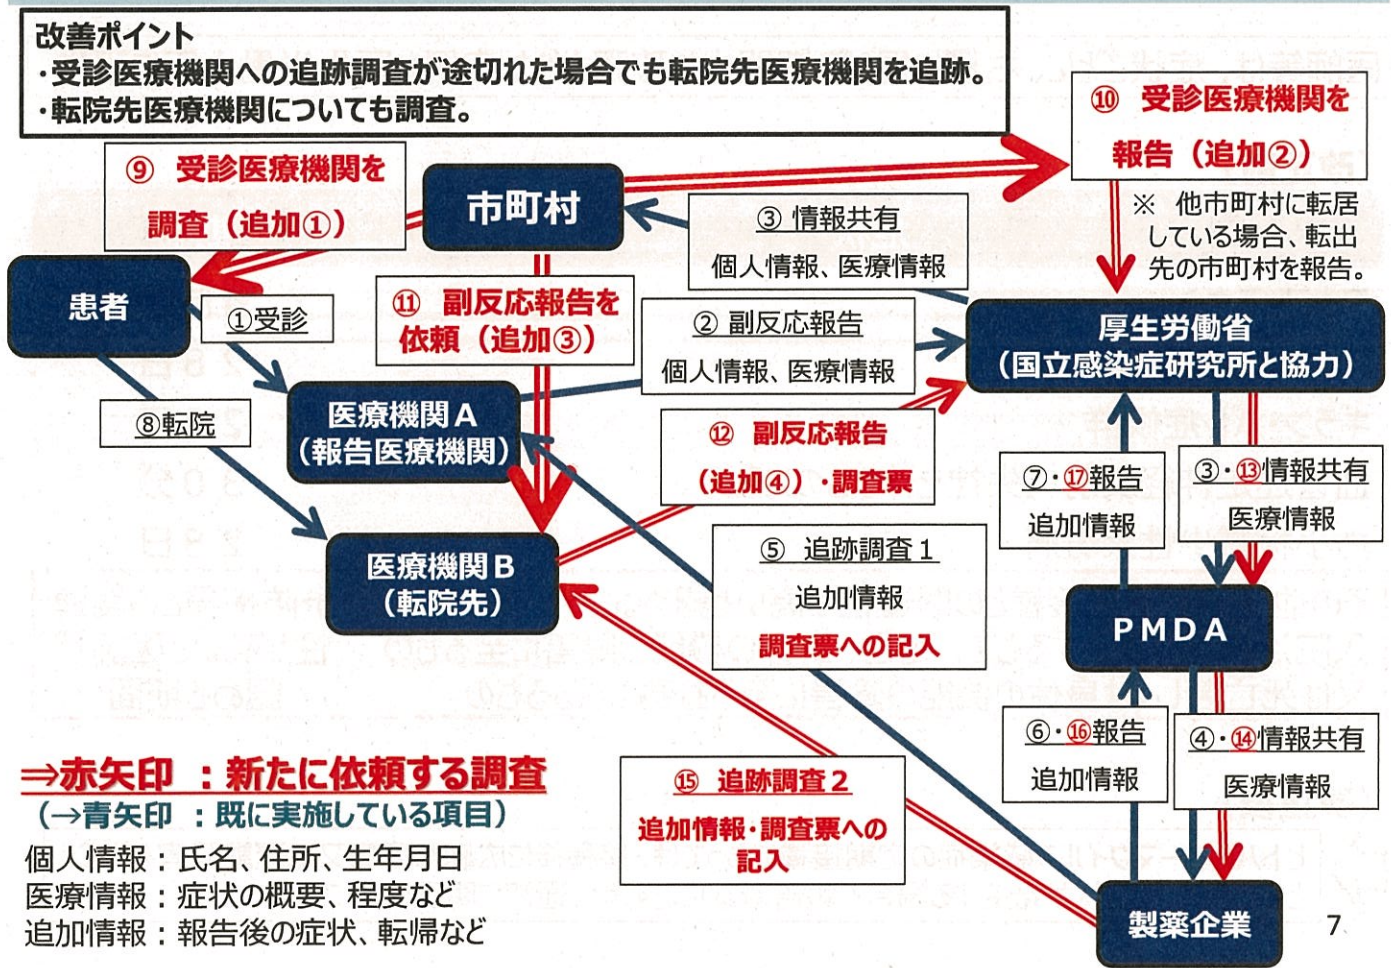 改善ポイント
・受診医療機関への追跡調査が途切れた場合でも転院先医療機関を追跡。
・転院先医療機関についても調査。
⑩ 受診医療機関を
報告（追加②）
※ 他市町村に転居
している場合、転出
先の市町村を報告。
⑨ 受診医療機関を
調査（追加①）
市町村
③ 情報共有
個人情報、医療情報
患者
①受診
⑪ 副反応報告を
依頼（追加③）
② 副反応報告
個人情報、医療情報
厚生労働省
（国立感染症研究所と協力）
⑧転院
医療機関Ａ
（報告医療機関）
⑫ 副反応報告
（追加④）・調査票
⑦・⑰報告
追加情報
③・⑬情報共有
医療情報
医療機関Ｂ
（転院先）
⑤ 追跡調査１
追加情報
調査票への記入
ＰＭＤＡ
⑥・⑯報告
追加情報
④・⑭情報共有
医療情報
⑮ 追跡調査２
追加情報・調査票への
記入
製薬企業
⇒赤矢印 ：新たに依頼する調査
（→青矢印 ：既に実施している項目）
個人情報：氏名、住所、生年月日
医療情報：症状の概要、程度など
追加情報：報告後の症状、転帰など
7